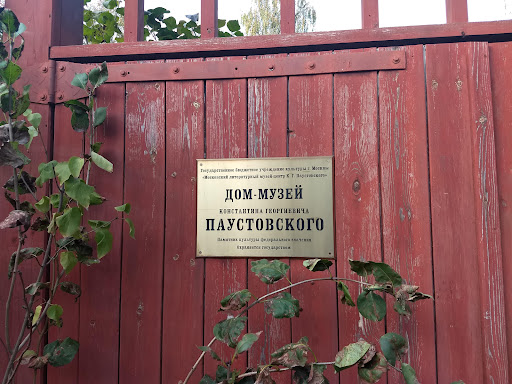 Государственное бюджетное учреждение культуры г. Москвы
«Московский литературный музей-центр К.Г. Паустовского»
ДОМ-МУЗЕЙ
КОНСТАНТИНА ГЕОРГИЕВИЧА
ПАУСТОВСКОГО
Памятник культуры федерального значения
охраняется государством